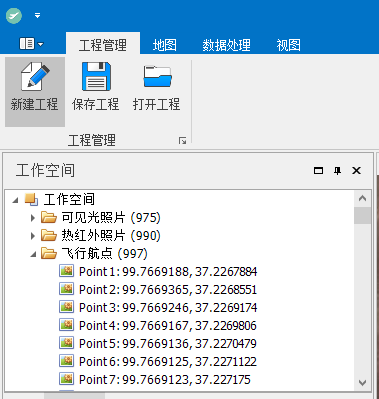 工程管理 地图 数据处理 视图
新建工程 保存工程 打开工程
工程管理
工作空间
工作空间
可见光照片 (975)
热红外照片 (990)
飞行航点 (997)
Point1:99.7669188,37.2267884
Point2:99.7669365,37.2268551
Point3:99.7669246,37.2269174
Point4:99.7669167,37.2269806
Point5:99.7669136,37.2270479
Point6:99.7669125,37.2271122
Point7:99.7669123,37.227175